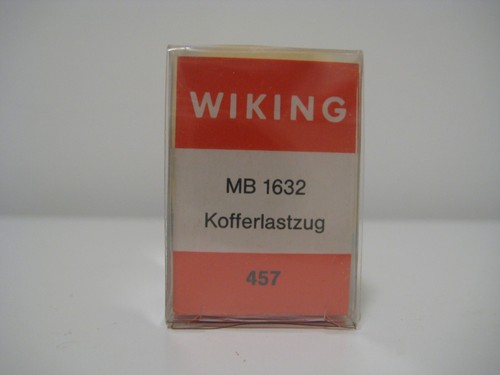 WIKING
MB 1632
Kofferlastzug
457